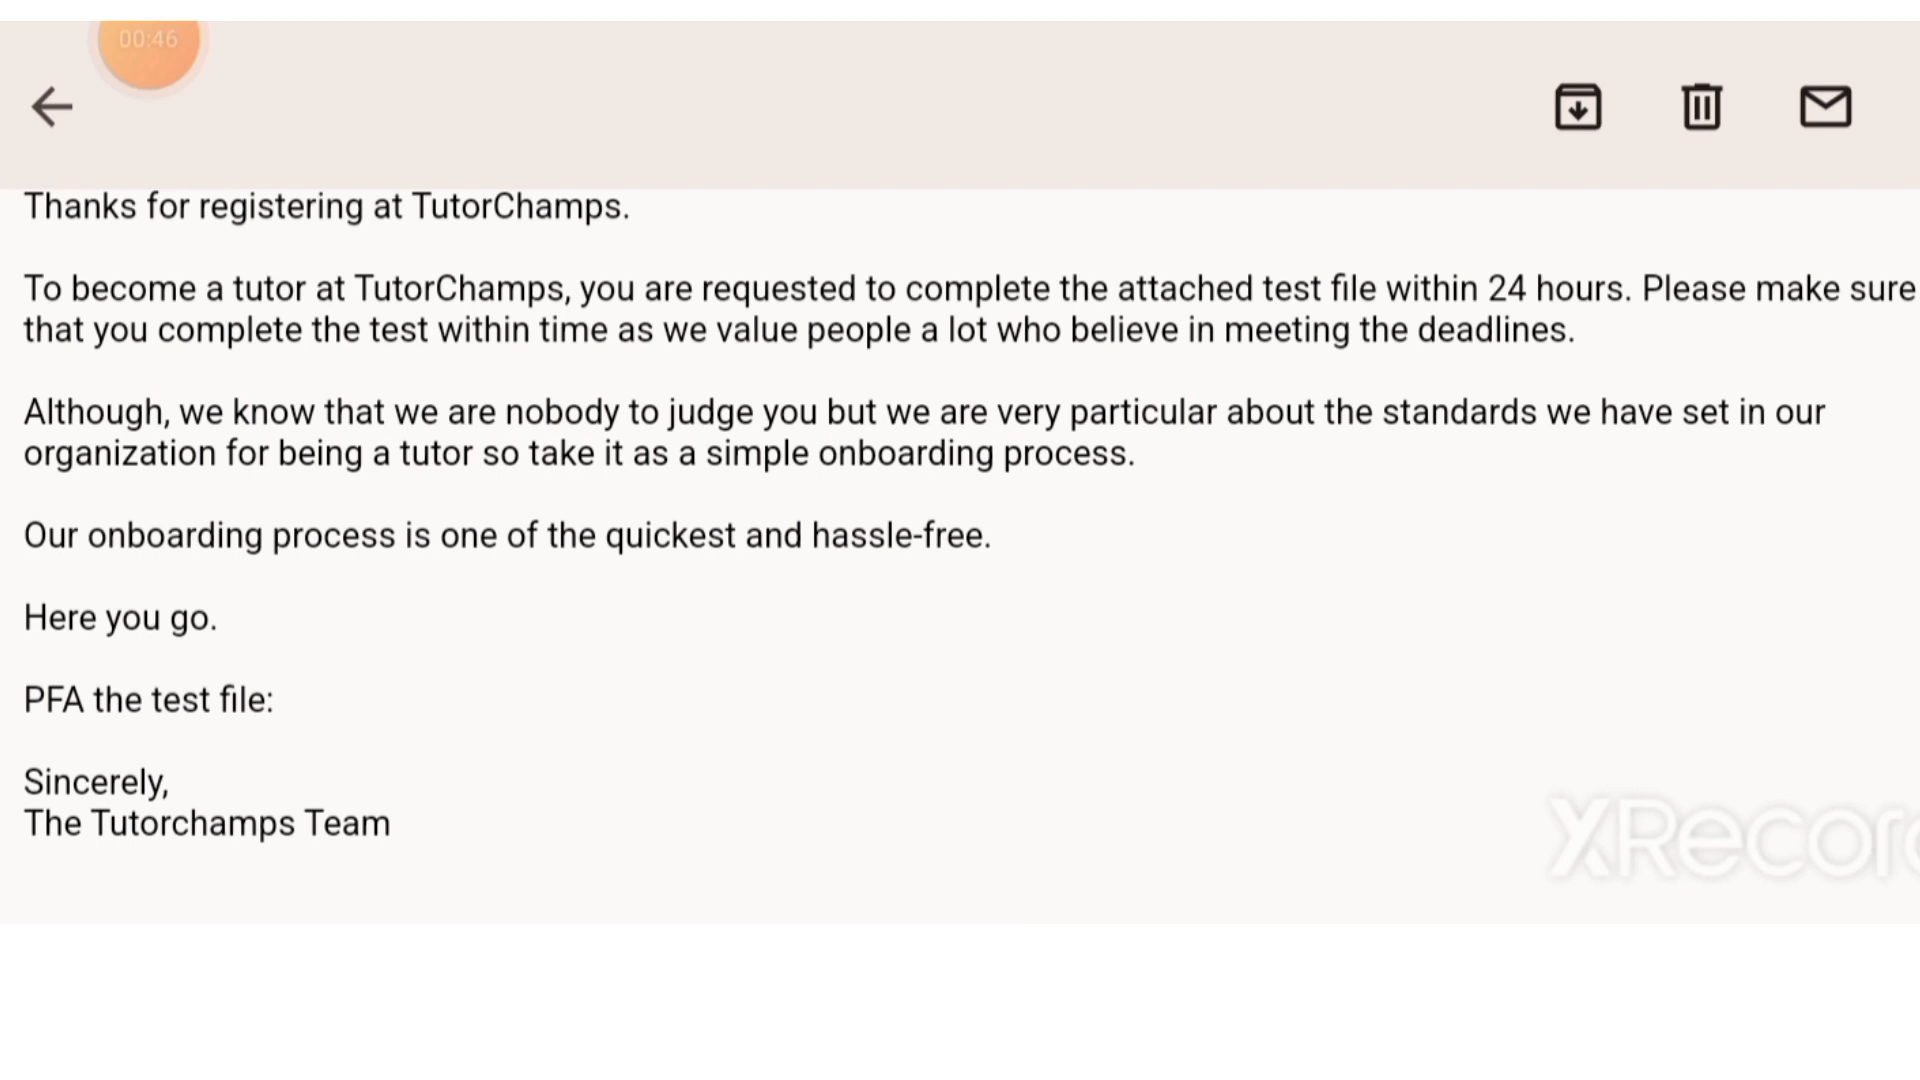 00:46
Thanks for registering at TutorChamps.
To become a tutor at TutorChamps, you are requested to complete the attached test file within 24 hours. Please make sure
that you complete the test within time as we value people a lot who believe in meeting the deadlines.
Although, we know that we are nobody to judge you but we are very particular about the standards we have set in our
organization for being a tutor so take it as a simple onboarding process.
Our onboarding process is one of the quickest and hassle-free.
Here you go.
PFA the test file:
Sincerely,
The Tutorchamps Team
XRecor